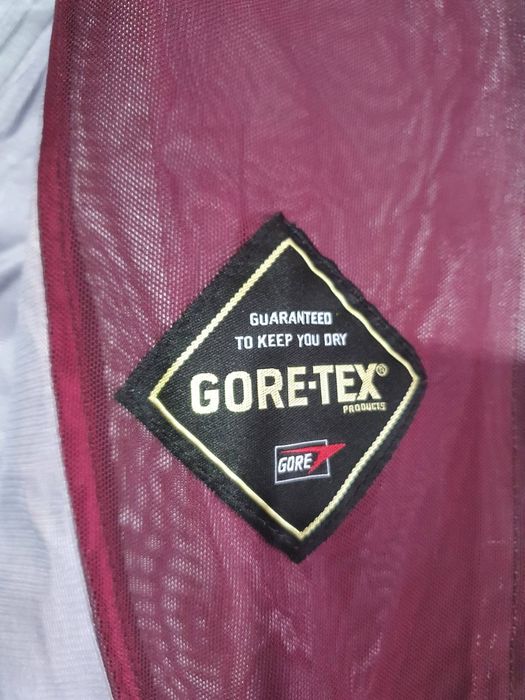 GUARANTEED
TO KEEP YOU DRY
GORE-TEX®
PRODUCTS
GORE